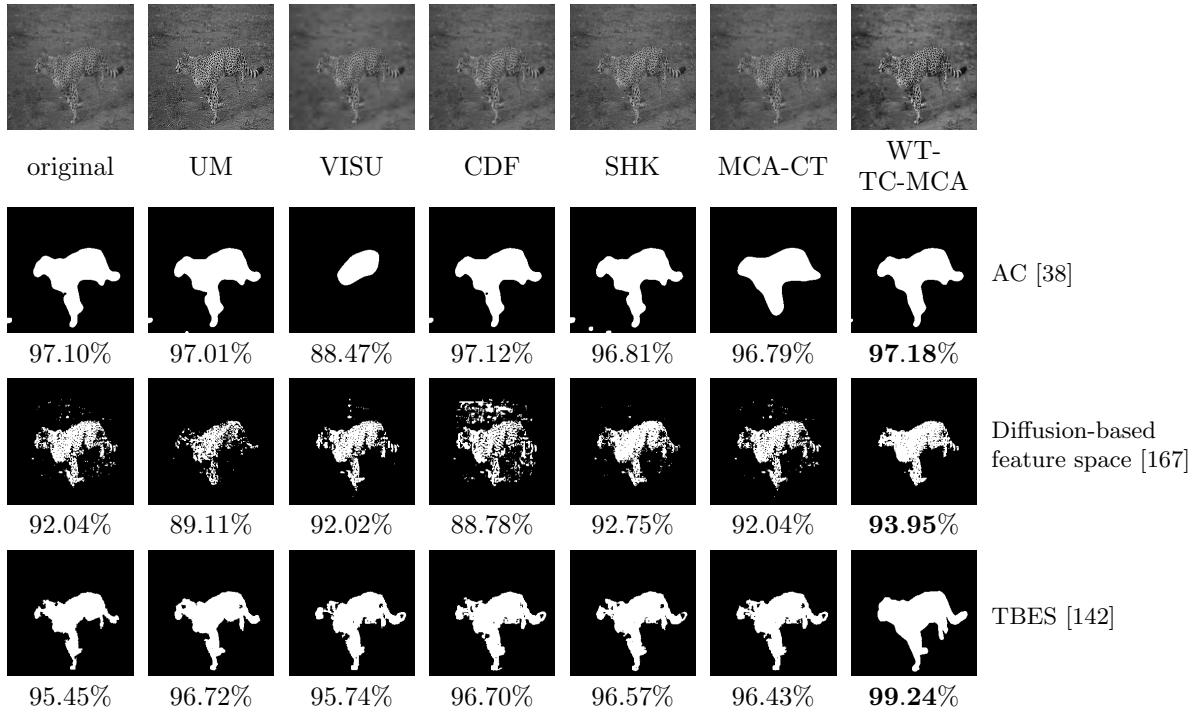 original UM VISU CDF SHK MCA-CT WT-
TC-MCA
AC [38]
97.10% 97.01% 88.47% 97.12% 96.81% 96.79% 97.18%
Diffusion-based
feature space [167]
92.04% 89.11% 92.02% 88.78% 92.75% 92.04% 93.95%
TBES [142]
95.45% 96.72% 95.74% 96.70% 96.57% 96.43% 99.24%